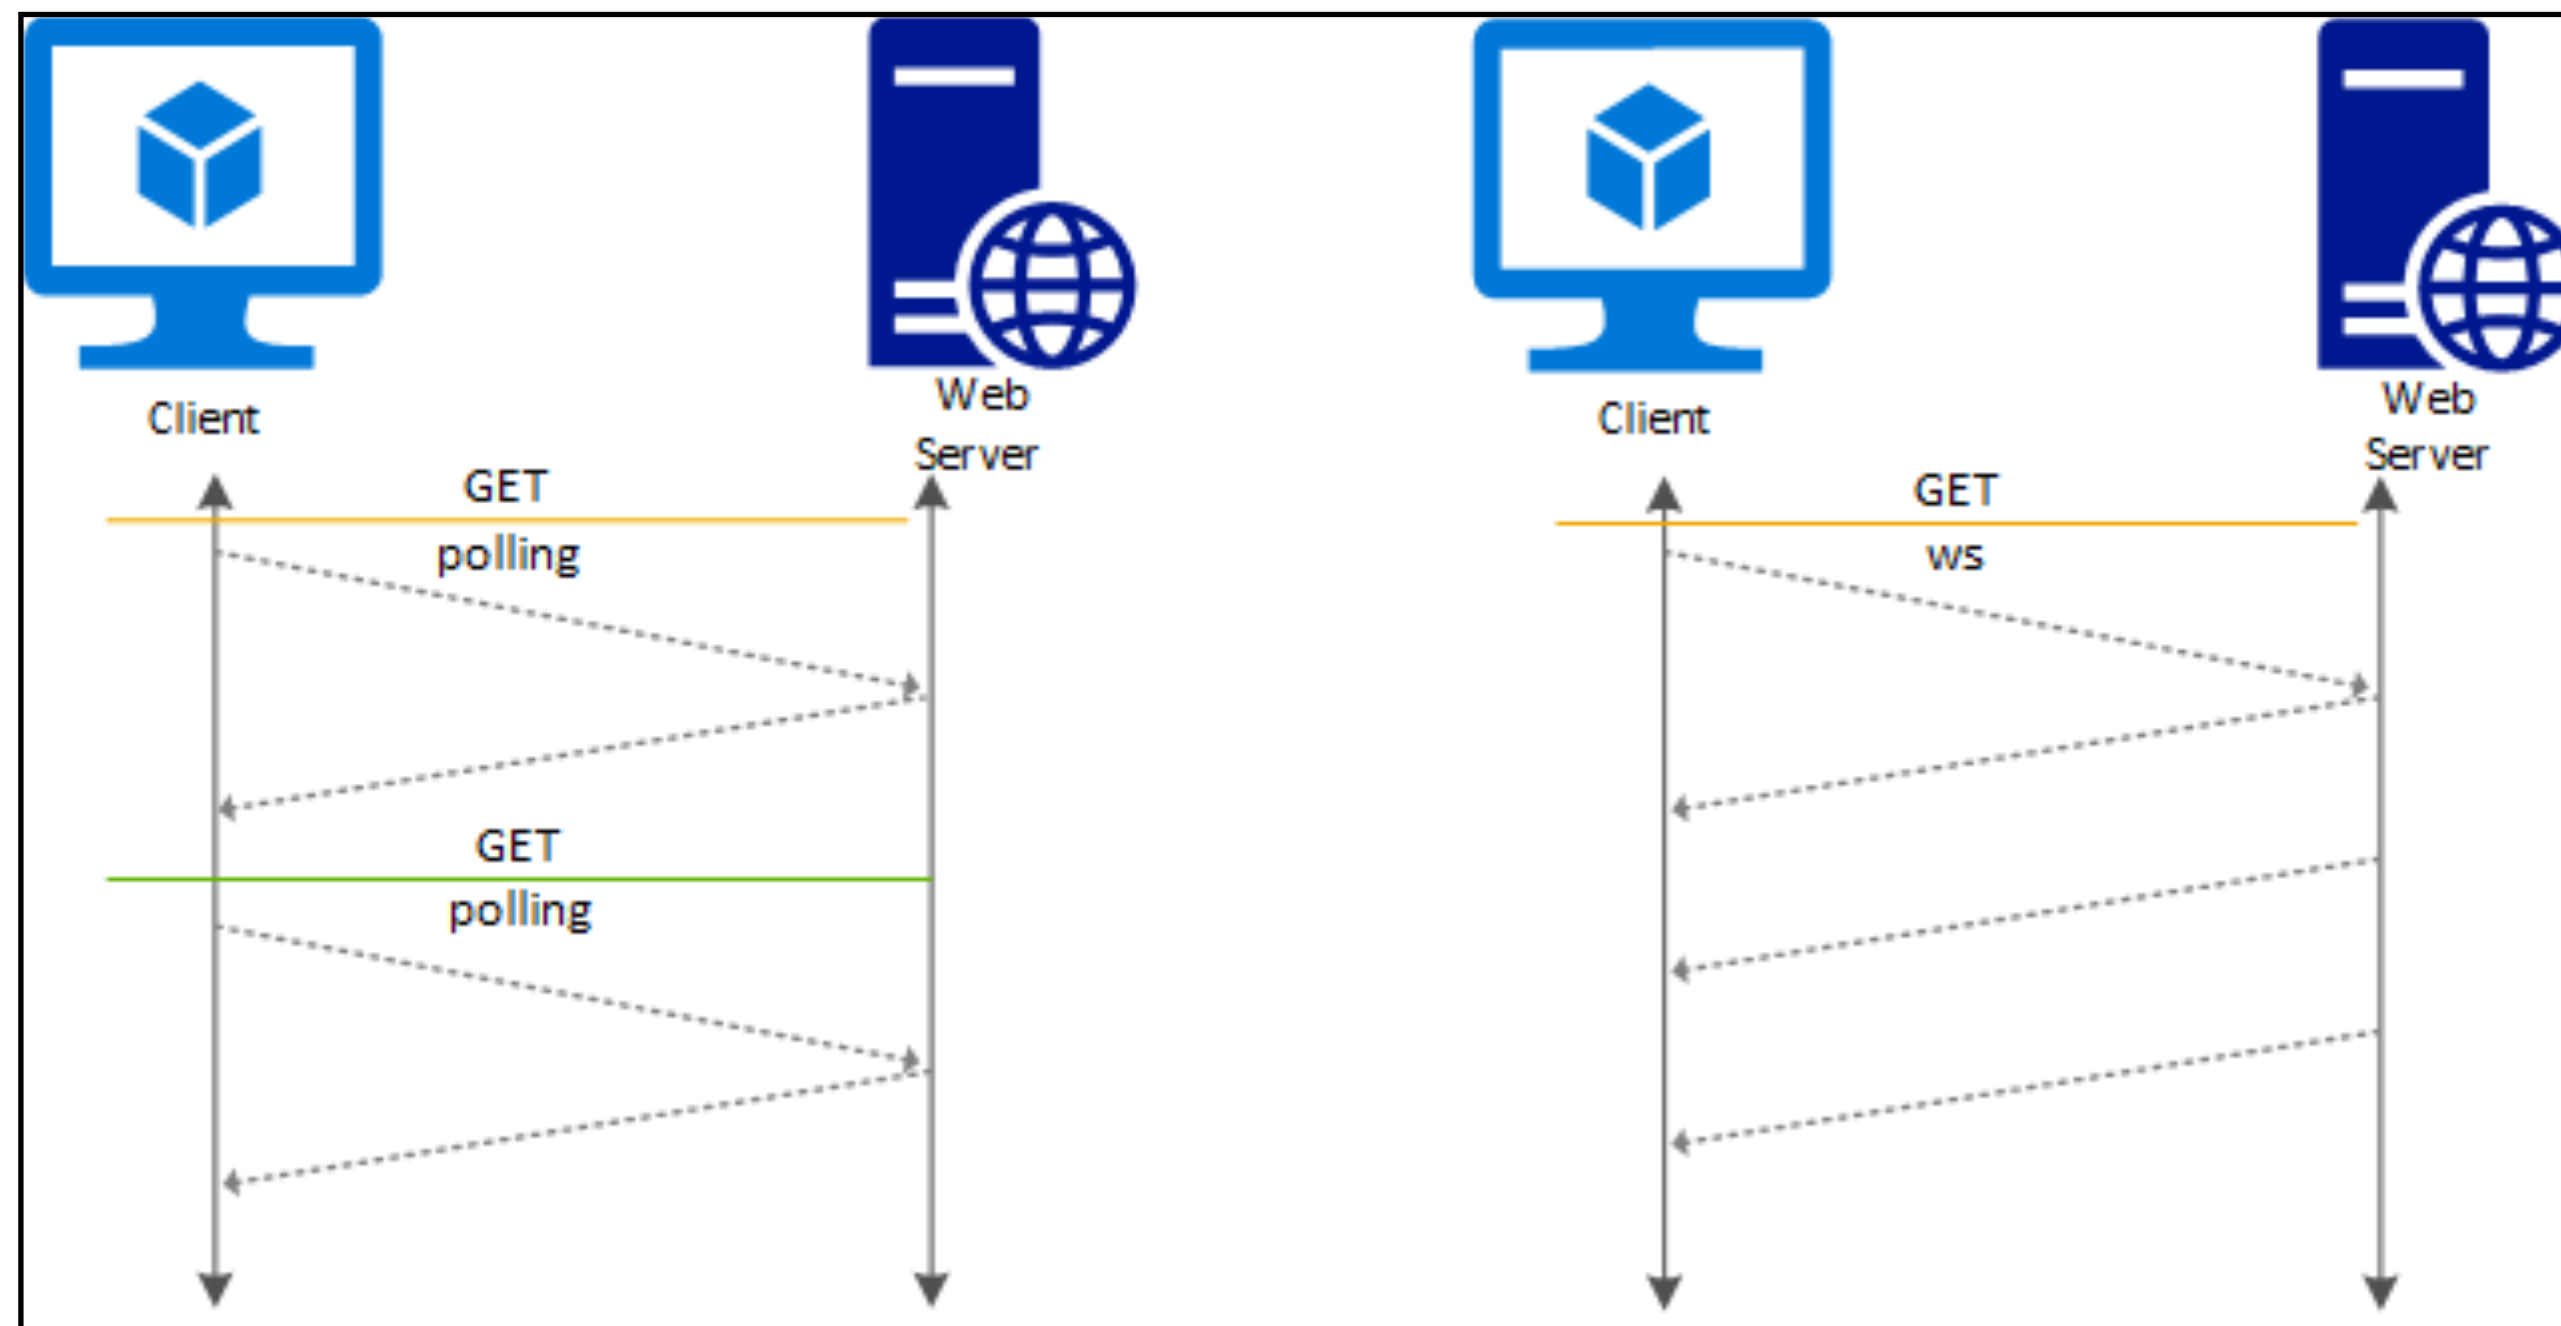 Client
Web
Server
GET
polling
GET
polling
Client
Web
Server
GET
ws